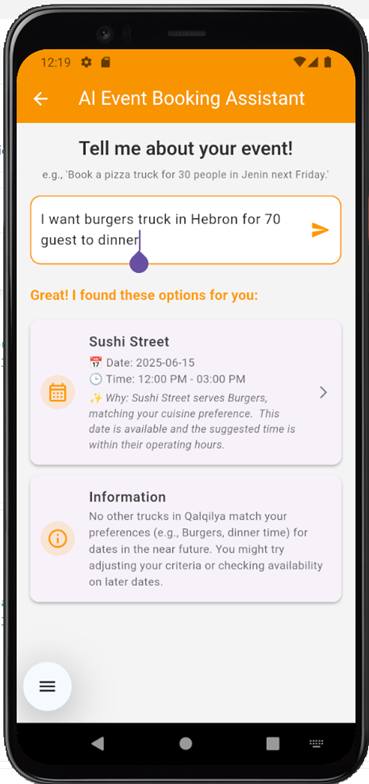 12:19
AI Event Booking Assistant
Tell me about your event!
e.g., 'Book a pizza truck for 30 people in Jenin next Friday.'
I want burgers truck in Hebron for 70
guest to dinner
Great! I found these options for you:
Sushi Street
📅 Date: 2025-06-15
🕒 Time: 12:00 PM - 03:00 PM
✨ Why: Sushi Street serves Burgers,
matching your cuisine preference. This
date is available and the suggested time is
within their operating hours.
Information
No other trucks in Qalqilya match your
preferences (e.g., Burgers, dinner time) for
dates in the near future. You might try
adjusting your criteria or checking availability
on later dates.